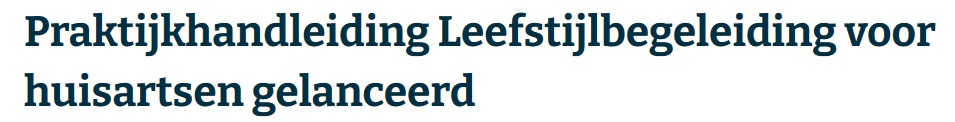 Praktijkhandleiding Leefstijlbegeleiding voor
huisartsen gelanceerd